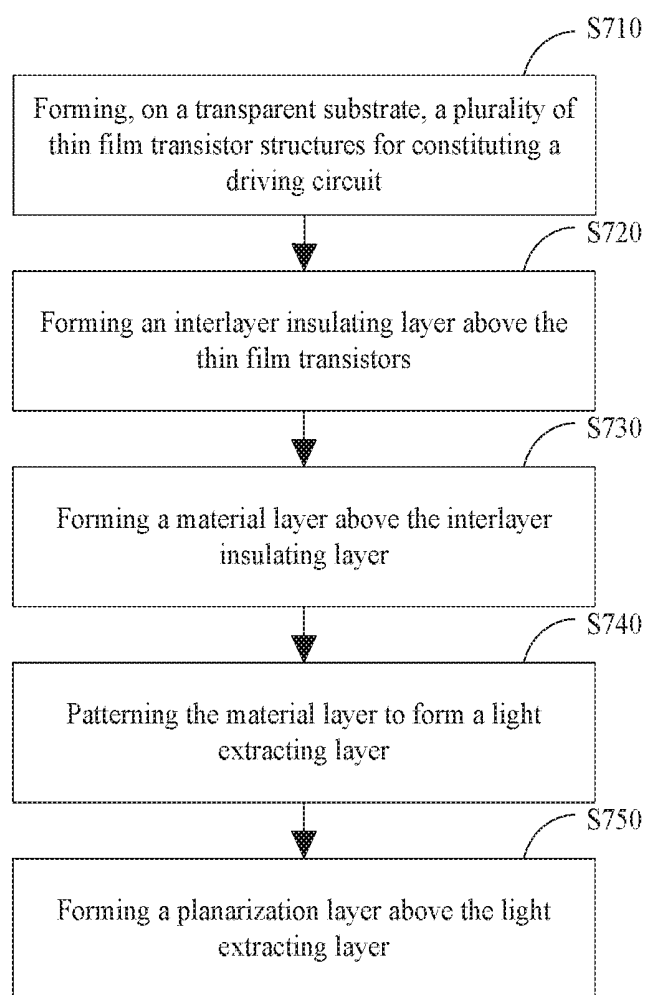 S710
Forming, on a transparent substrate, a plurality of
thin film transistor structures for constituting a
driving circuit
S720
Forming an interlayer insulating layer above the
thin film transistors
S730
Forming a material layer above the interlayer
insulating layer
S740
Patterning the material layer to form a light
extracting layer
S750
Forming a planarization layer above the light
extracting layer